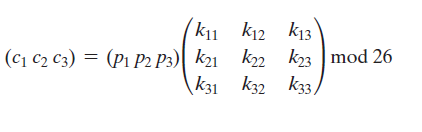 (c1 c2 c3) = (p1 p2 p3) ( k11 k12 k13
k21 k22 k23
k31 k32 k33 ) mod 26